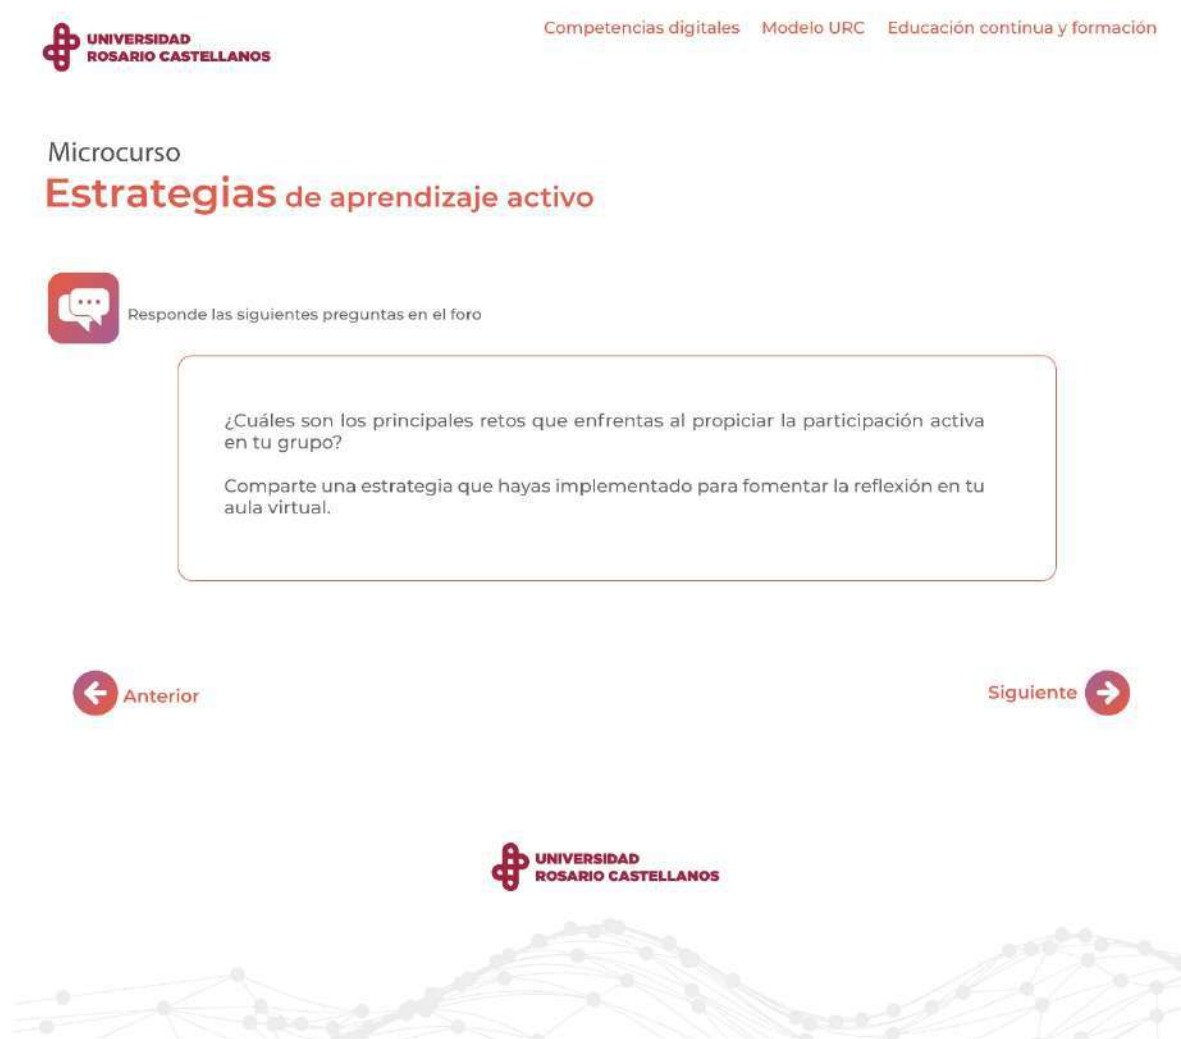 UNIVERSIDAD
ROSARIO CASTELLANOS
Competencias digitales Modelo URC Educación continua y formación
Microcurso
Estrategias de aprendizaje activo
Responde las siguientes preguntas en el foro
¿Cuáles son los principales retos que enfrentas al propiciar la participación activa
en tu grupo?
Comparte una estrategia que hayas implementado para fomentar la reflexión en tu
aula virtual.
Anterior
Siguiente
UNIVERSIDAD
ROSARIO CASTELLANOS